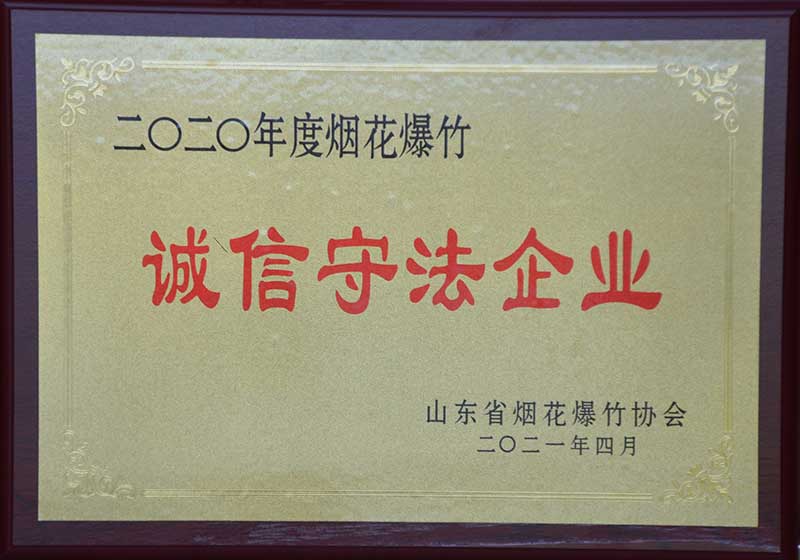 二〇二〇年度烟花爆竹
诚信守法企业
山东省烟花爆竹协会
二〇二一年四月